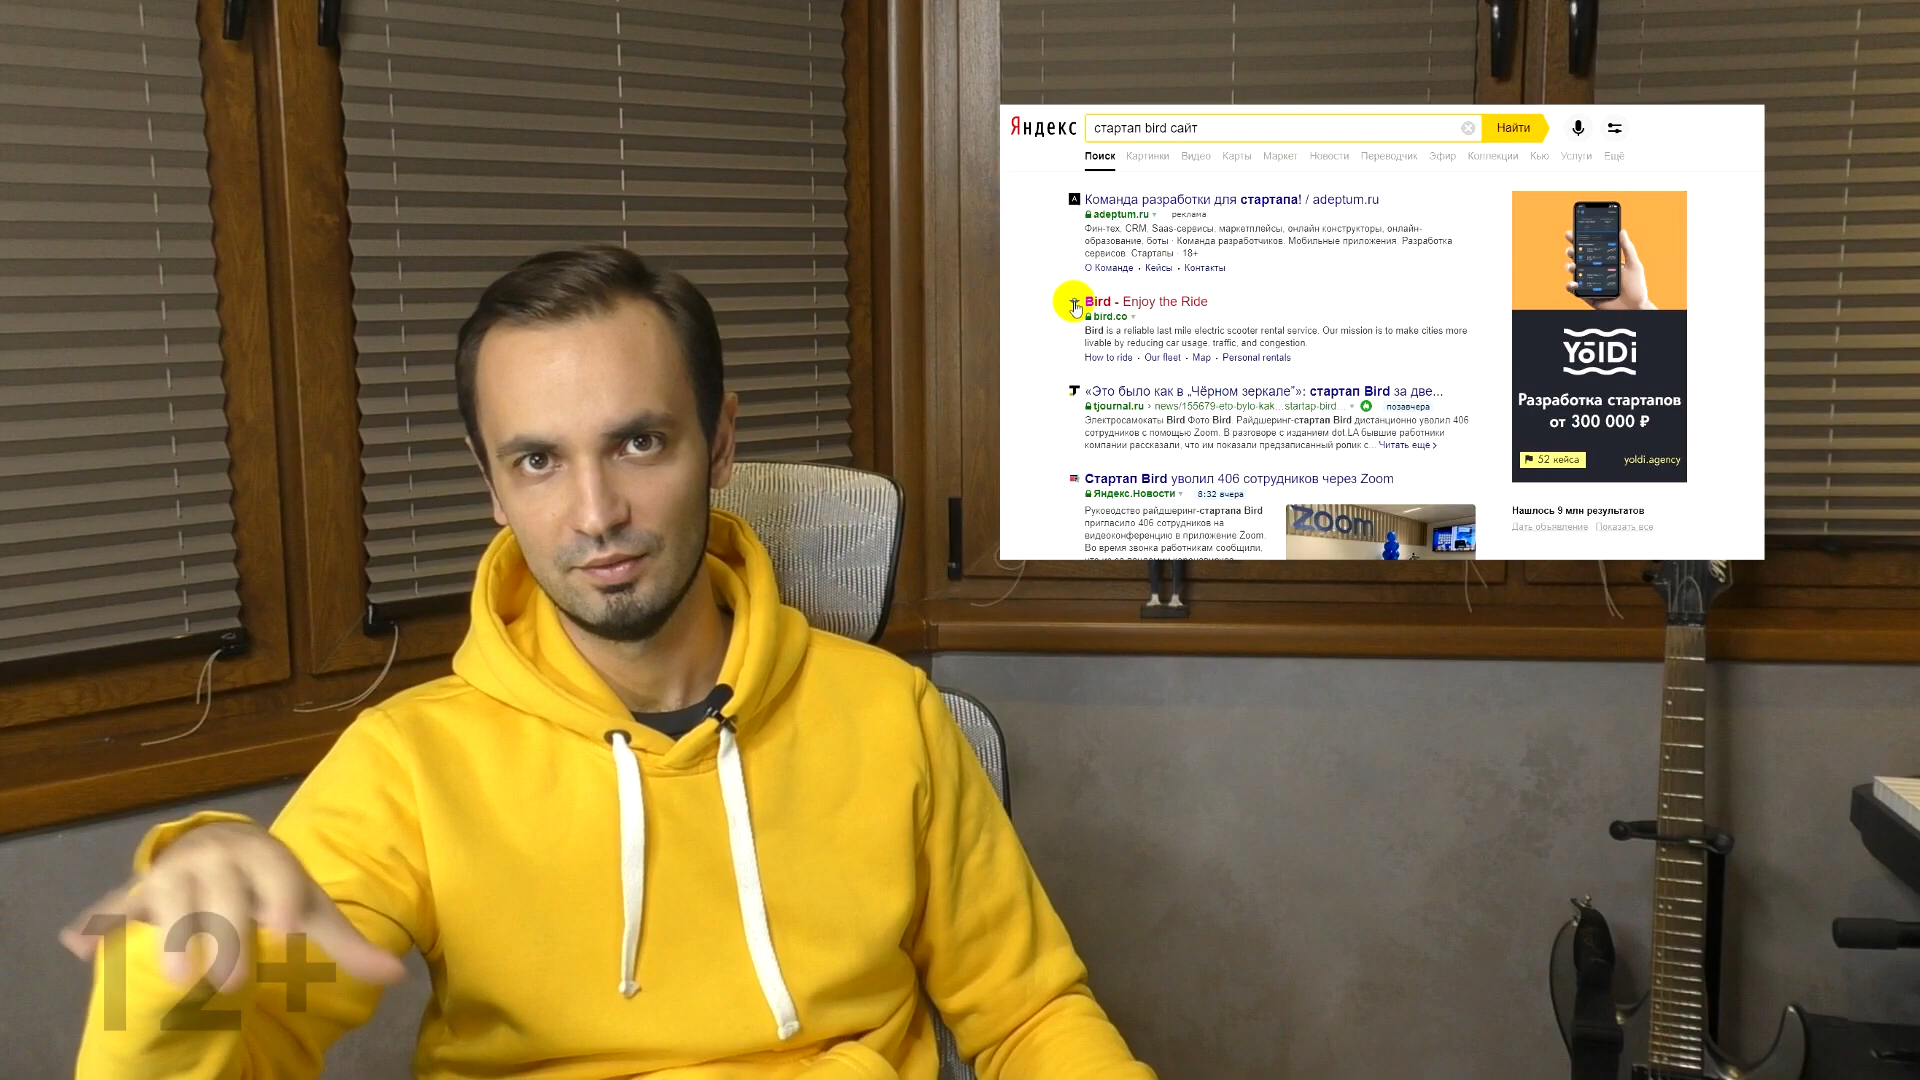 Яндекс
стартап bird сайт
Найти
Поиск Картинки Видео Карты Маркет Новости Переводчик Эфир Коллекции Кью Услуги Ещё
Команда разработки для стартапа! / adeptum.ru
adeptum.ru реклама
Фин-тех, CRM, Saas-сервисы, маркетплейсы, онлайн конструкторы, онлайн-
образование, боты · Команда разработчиков. Мобильные приложения. Разработка
сервисов. Стартапы · 18+
О Команде · Кейсы · Контакты
Bird - Enjoy the Ride
bird.co
Bird is a reliable last mile electric scooter rental service. Our mission is to make cities more
livable by reducing car usage, traffic, and congestion.
How to ride · Our fleet · Map · Personal rentals
«Это было как в „Чёрном зеркале"»: стартап Bird за две...
tjournal.ru › news/155679-eto-bylo-kak...startap-bird... позавчера
Электросамокаты Bird Фото Bird. Райдшеринг-стартап Bird дистанционно уволил 406
сотрудников с помощью Zoom. В разговоре с изданием dot.LA бывшие работники
компании рассказали, что им показали предзаписанный ролик с... Читать ещё ›
Стартап Bird уволил 406 сотрудников через Zoom
Яндекс.Новости 8:32 вчера
Руководство райдшеринг-стартапа Bird
пригласило 406 сотрудников на
видеоконференцию в приложение Zoom.
Во время звонка работникам сообщили,
zoom
YōlDi
Разработка стартапов
от 300 000 ₽
52 кейса
yoldi.agency
Нашлось 9 млн результатов
Дать объявление Показать все
12+